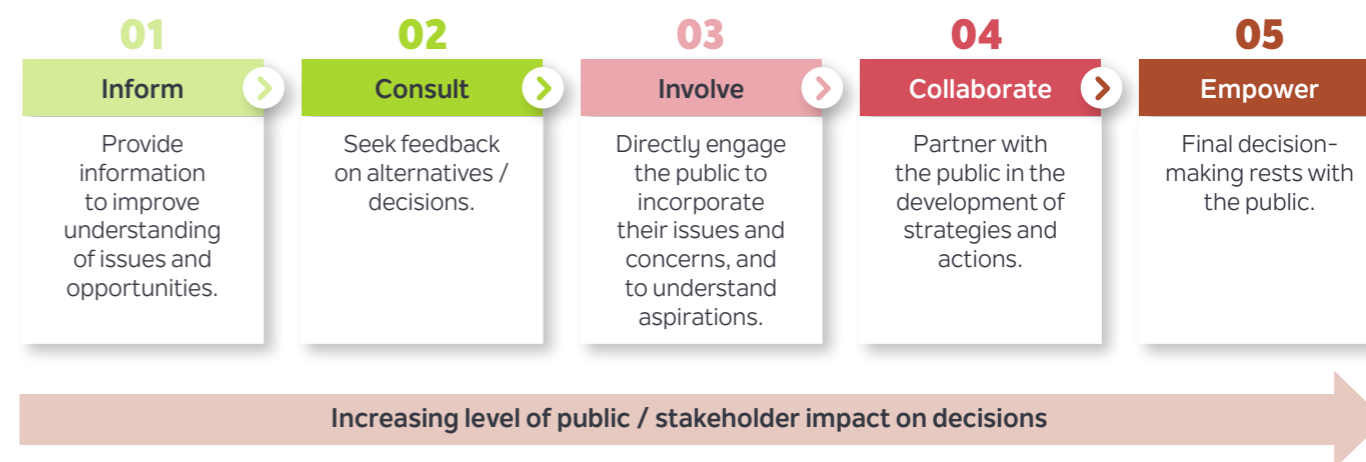 01
Inform
Provide
information
to improve
understanding
of issues and
opportunities.
02
Consult
Seek feedback
on alternatives /
decisions.
03
Involve
Directly engage
the public to
incorporate
their issues and
concerns, and
to understand
aspirations.
04
Collaborate
Partner with
the public in the
development of
strategies and
actions.
05
Empower
Final decision-
making rests with
the public.
Increasing level of public / stakeholder impact on decisions